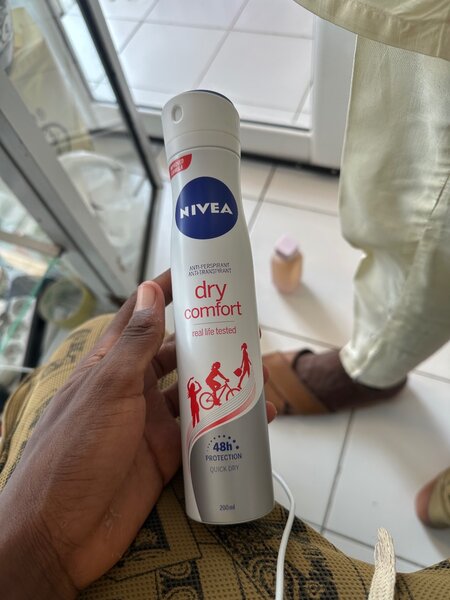 NIVEA
ANTI-PERSPIRANT
ANTI-TRANSPIRANT
dry
comfort
real life tested
48h
PROTECTION
QUICK DRY
200ml